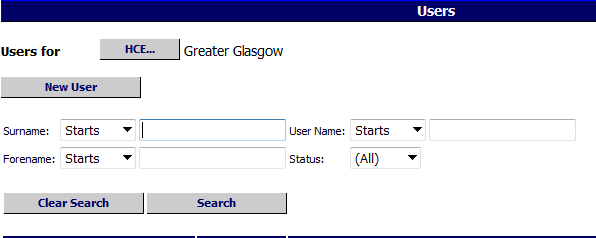 Users
Users for HCE... Greater Glasgow
New User
Surname: Starts User Name: Starts
Forename: Starts Status: (All)
Clear Search Search